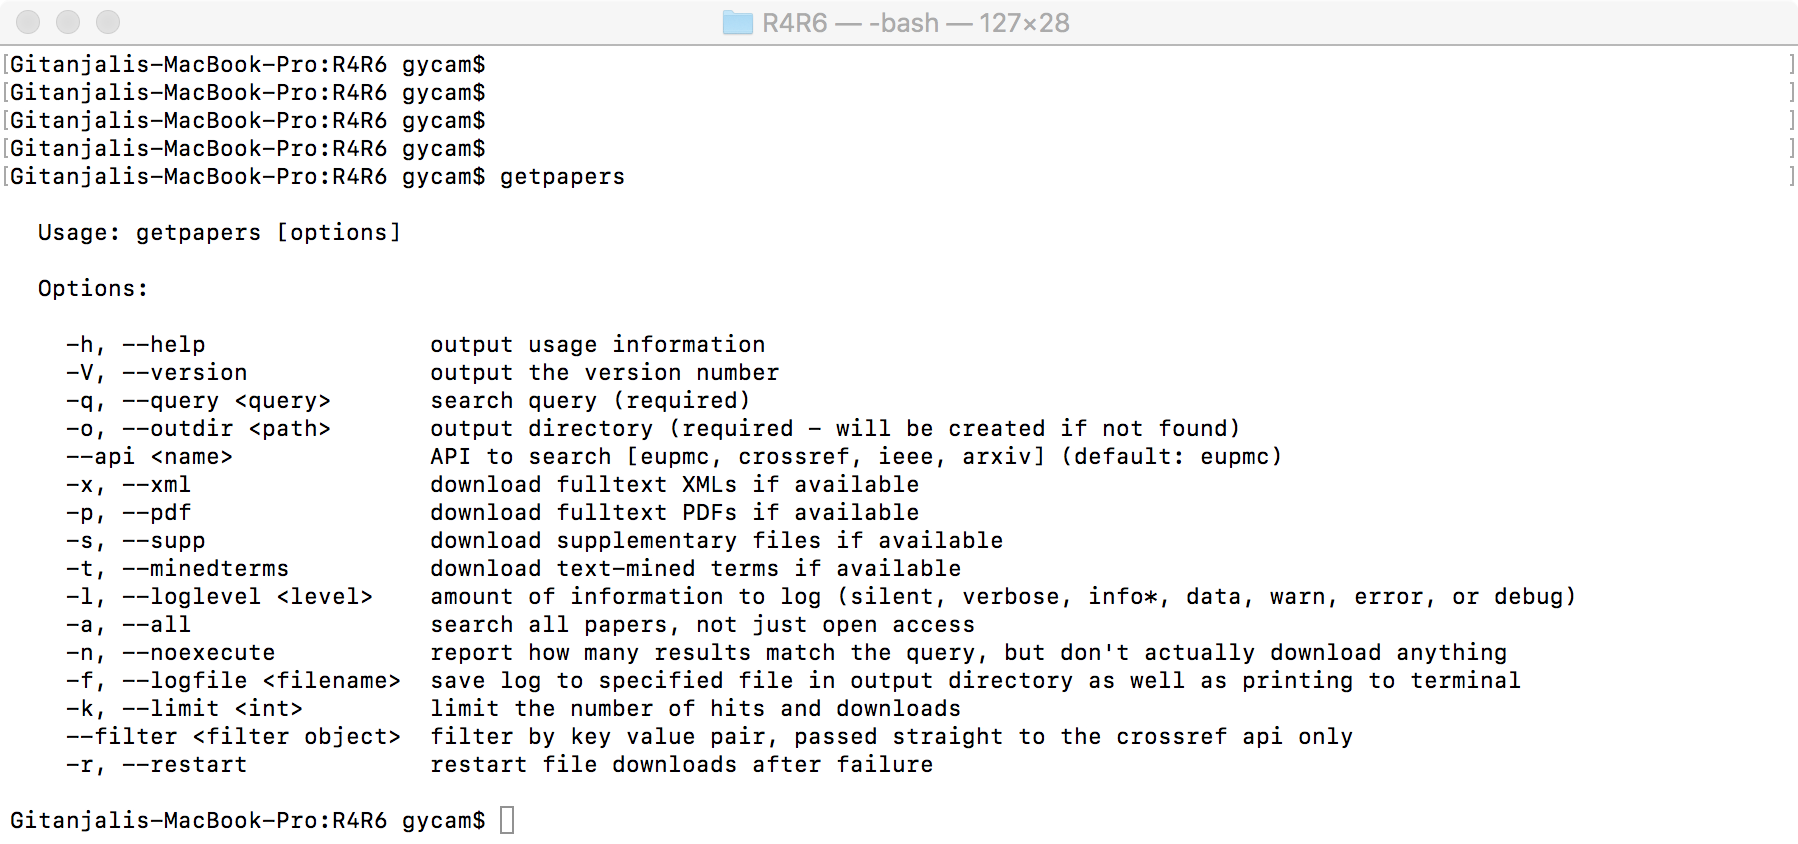 R4R6 — -bash — 127×28
[Gitanjalis-MacBook-Pro:R4R6 gycam$ ]
[Gitanjalis-MacBook-Pro:R4R6 gycam$ ]
[Gitanjalis-MacBook-Pro:R4R6 gycam$ ]
[Gitanjalis-MacBook-Pro:R4R6 gycam$ ]
[Gitanjalis-MacBook-Pro:R4R6 gycam$ getpapers ]
Usage: getpapers [options]
Options:
-h, --help output usage information
-V, --version output the version number
-q, --query <query> search query (required)
-o, --outdir <path> output directory (required - will be created if not found)
--api <name> API to search [eupmc, crossref, ieee, arxiv] (default: eupmc)
-x, --xml download fulltext XMLs if available
-p, --pdf download fulltext PDFs if available
-s, --supp download supplementary files if available
-t, --minedterms download text-mined terms if available
-l, --loglevel <level> amount of information to log (silent, verbose, info*, data, warn, error, or debug)
-a, --all search all papers, not just open access
-n, --noexecute report how many results match the query, but don't actually download anything
-f, --logfile <filename> save log to specified file in output directory as well as printing to terminal
-k, --limit <int> limit the number of hits and downloads
--filter <filter object> filter by key value pair, passed straight to the crossref api only
-r, --restart restart file downloads after failure
Gitanjalis-MacBook-Pro:R4R6 gycam$